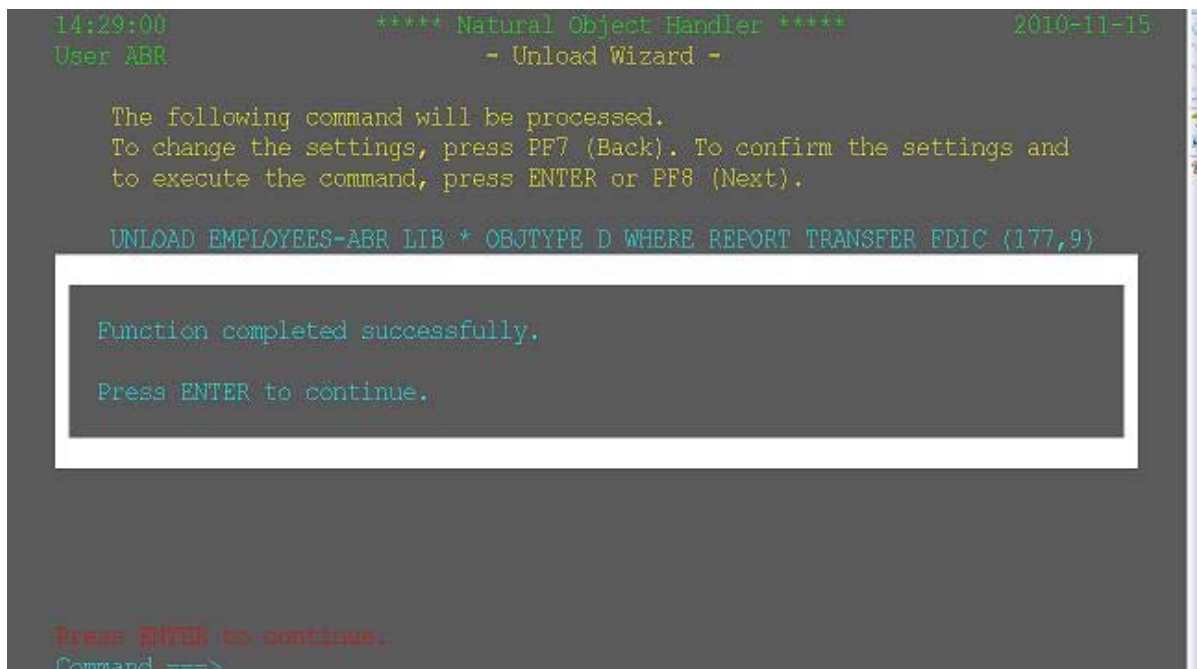 14:29:00 ***** Natural Object Handler ***** 2010-11-15
User ABR - Unload Wizard -
The following command will be processed.
To change the settings, press PF7 (Back). To confirm the settings and
to execute the command, press ENTER or PF8 (Next).
UNLOAD EMPLOYEES-ABR LIB * OBJTYPE D WHERE REPORT TRANSFER FDIC (177,9)
Function completed successfully.
Press ENTER to continue.
Press ENTER to continue.
Command ===>